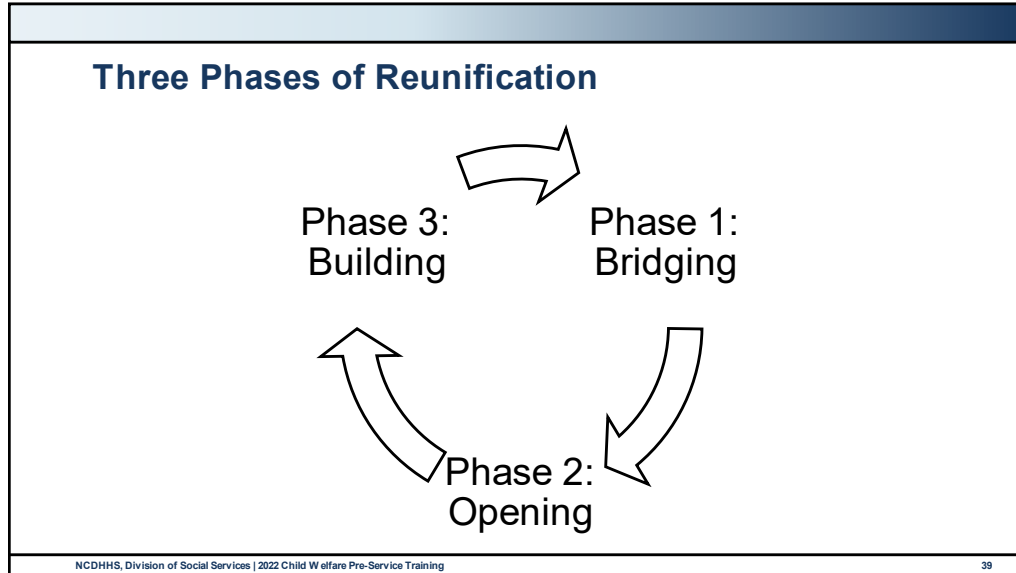 Three Phases of Reunification
Phase 3:
Building
Phase 1:
Bridging
Phase 2:
Opening
NCDHHS, Division of Social Services | 2022 Child Welfare Pre-Service Training
39